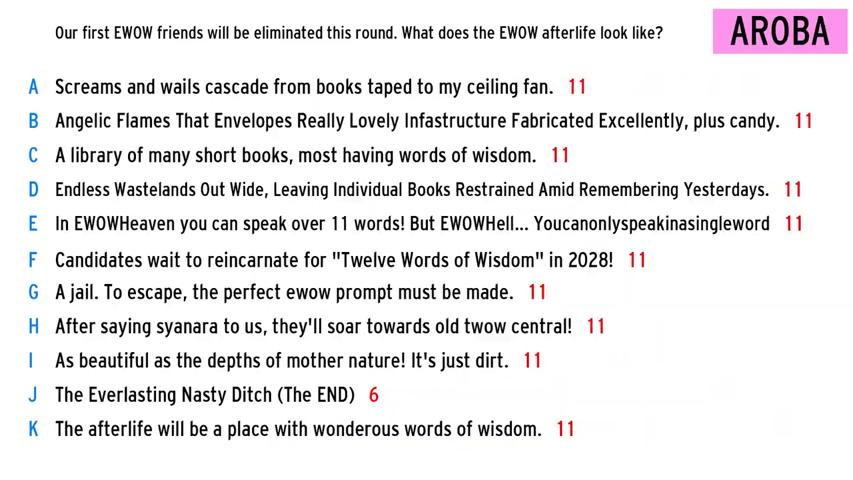 Our first EWOW friends will be eliminated this round. What does the EWOW afterlife look like?
AROBA
A Screams and wails cascade from books taped to my ceiling fan. 11
B Angelic Flames That Envelopes Really Lovely Infastructure Fabricated Excellently, plus candy. 11
C A library of many short books, most having words of wisdom. 11
D Endless Wastelands Out Wide, Leaving Individual Books Restrained Amid Remembering Yesterdays. 11
E In EWOWHeaven you can speak over 11 words! But EWOWHell... Youcanonlyspeakinasingleword 11
F Candidates wait to reincarnate for "Twelve Words of Wisdom" in 2028! 11
G A jail. To escape, the perfect ewow prompt must be made. 11
H After saying syanara to us, they'll soar towards old twow central! 11
I As beautiful as the depths of mother nature! It's just dirt. 11
J The Everlasting Nasty Ditch (The END) 6
K The afterlife will be a place with wonderous words of wisdom. 11